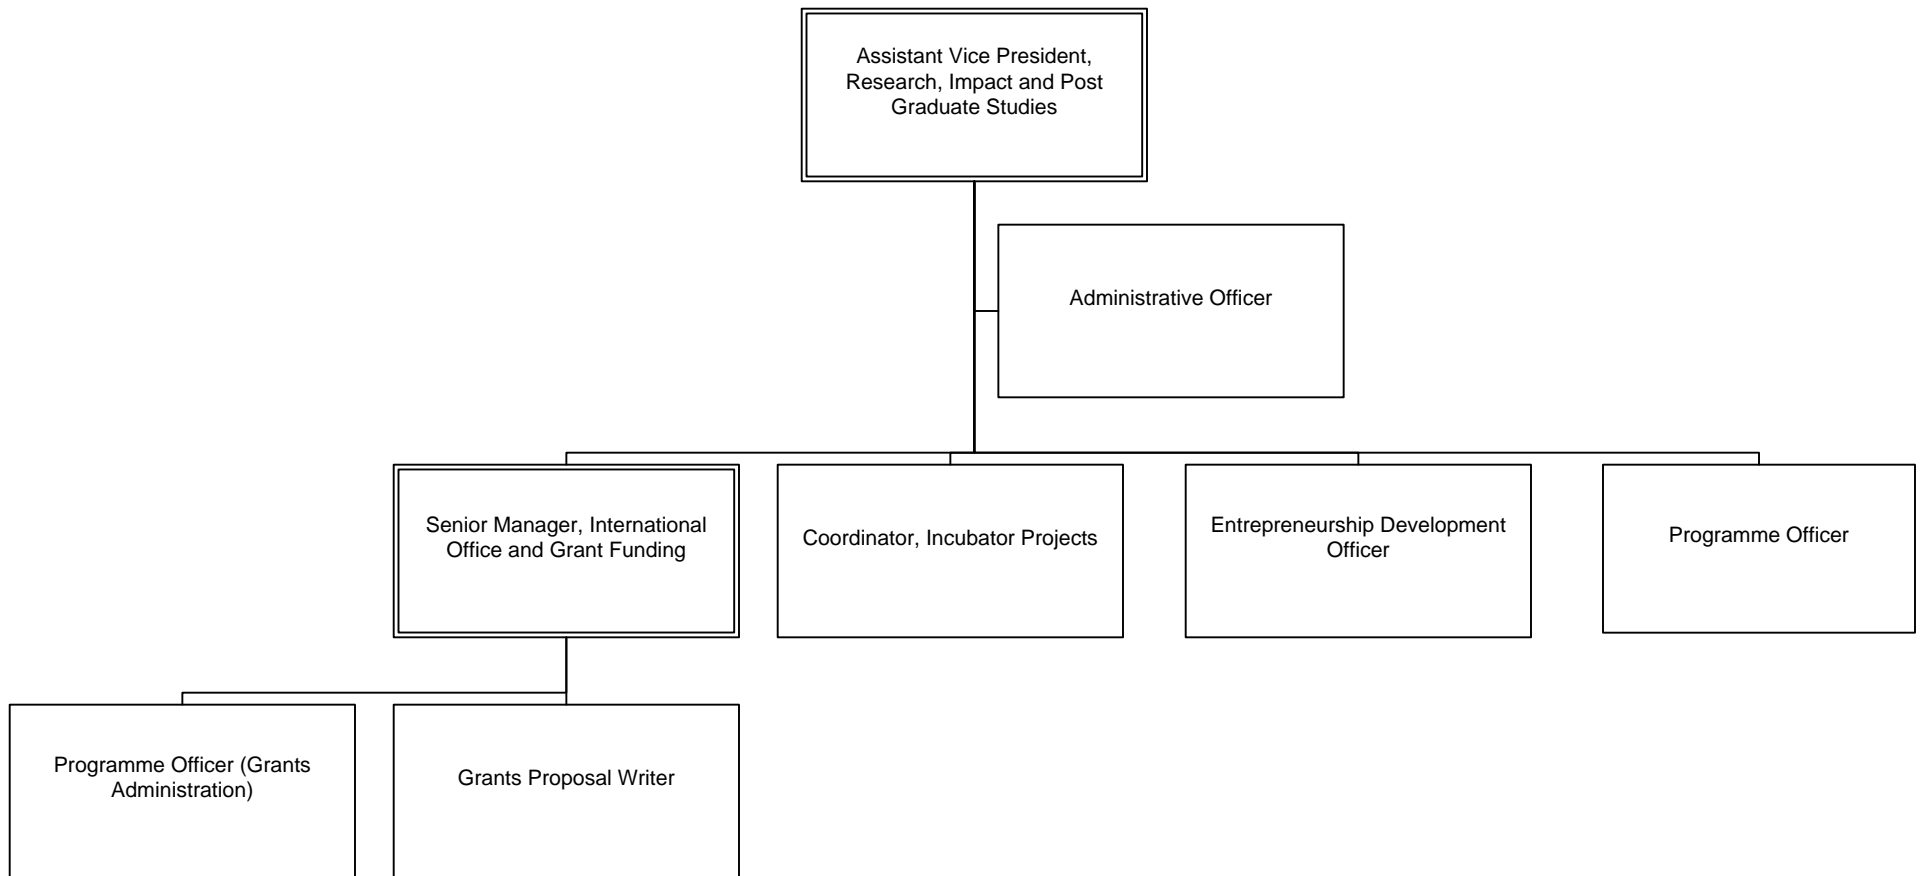 Assistant Vice President,
Research, Impact and Post
Graduate Studies
Administrative Officer
Senior Manager, International
Office and Grant Funding
Coordinator, Incubator Projects
Entrepreneurship Development
Officer
Programme Officer
Programme Officer (Grants
Administration)
Grants Proposal Writer